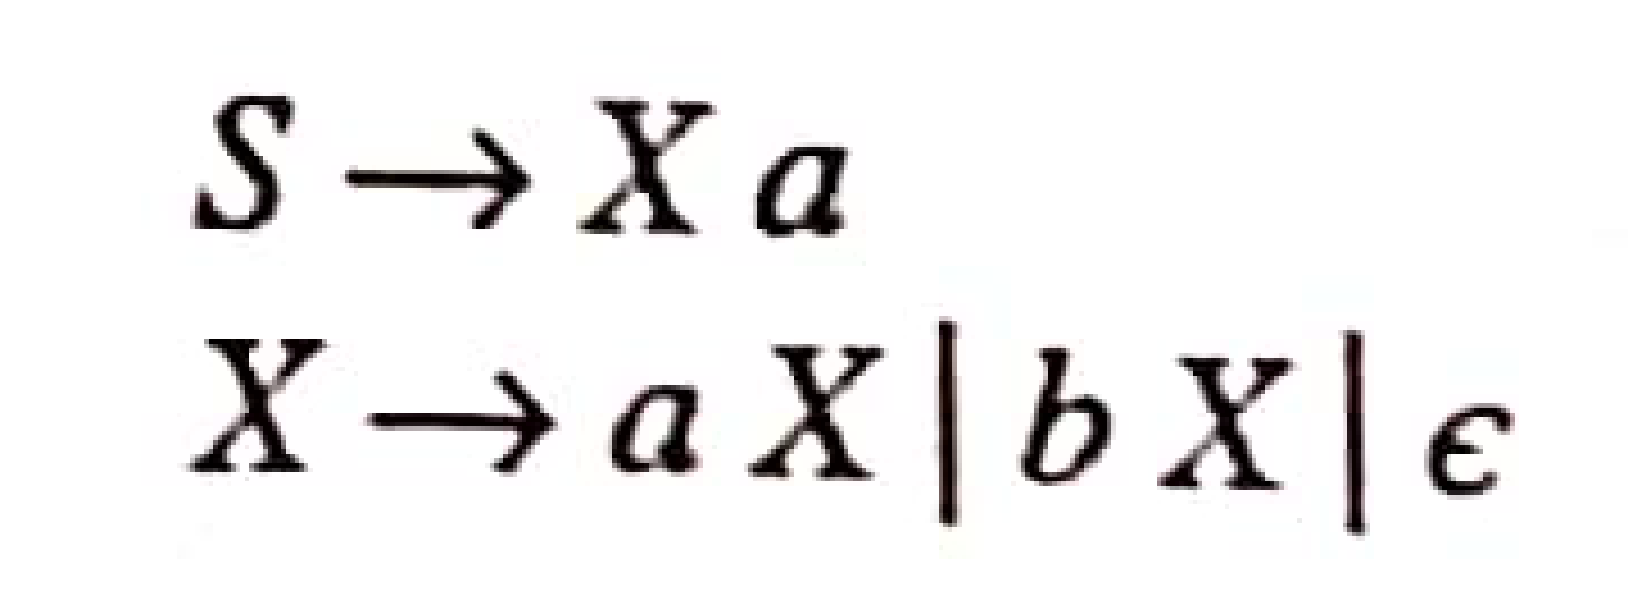 S → X a
X → a X | b X | ϵ